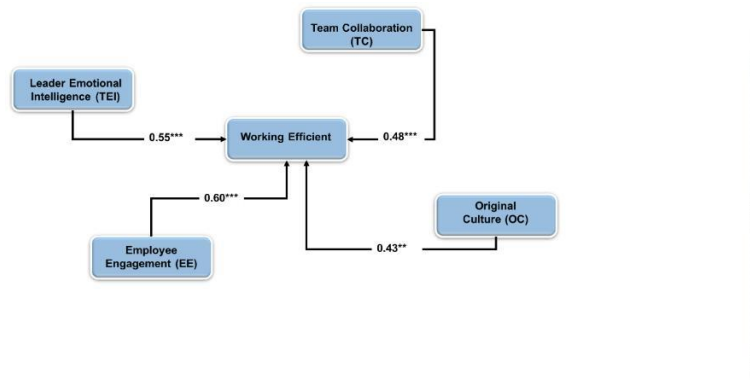 Team Collaboration
(TC)
Leader Emotional
Intelligence (TEI)
0.55***
Working Efficient
0.48***
0.60***
Original
Culture (OC)
Employee
Engagement (EE)
0.43**